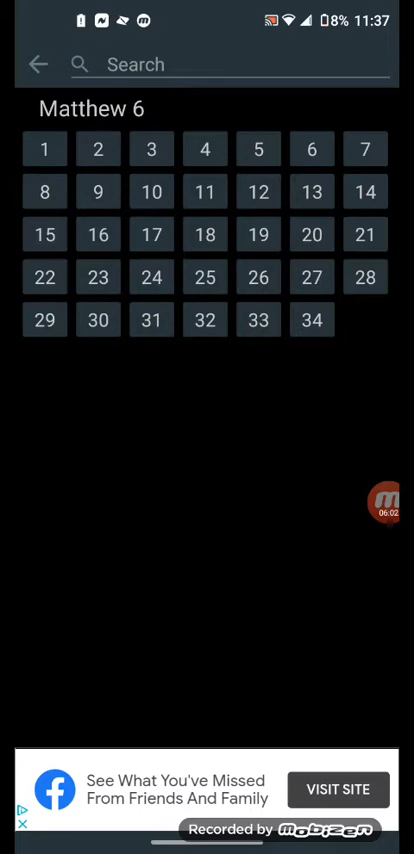 8% 11:37
Search
Matthew 6
1 2 3 4 5 6 7
8 9 10 11 12 13 14
15 16 17 18 19 20 21
22 23 24 25 26 27 28
29 30 31 32 33 34
06:02
See What You've Missed
From Friends And Family
VISIT SITE
Recorded by mobizen